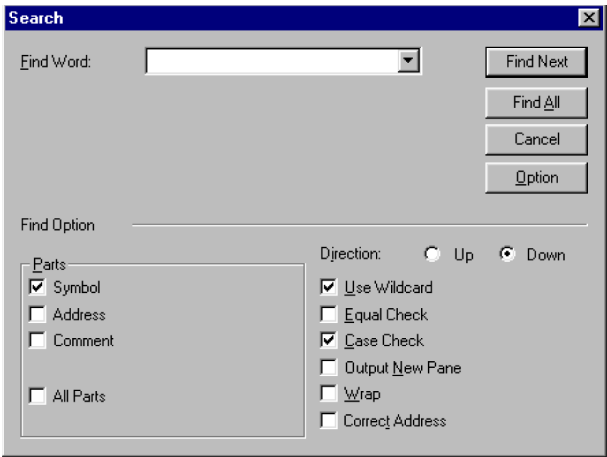 Search
Find Word:
Find Next
Find All
Cancel
Option
Find Option
Direction: Up Down
Parts
Symbol
Address
Comment
All Parts
Use Wildcard
Equal Check
Case Check
Output New Pane
Wrap
Correct Address